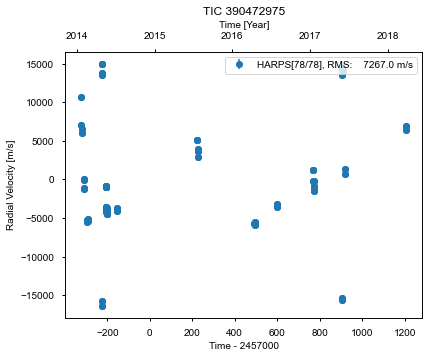 TIC 390472975
Time [Year]
2014 2015 2016 2017 2018
HARPS[78/78], RMS: 7267.0 m/s
15000
10000
5000
0
−5000
−10000
−15000
Radial Velocity [m/s]
−200 0 200 400 600 800 1000 1200
Time - 2457000